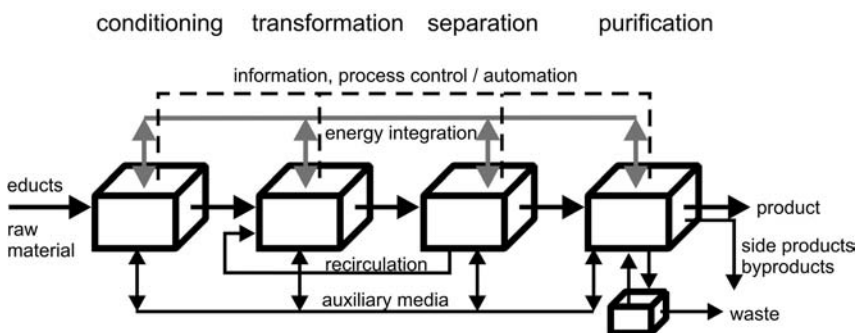 conditioning transformation separation purification
information, process control / automation
energy integration
educts
raw
material
product
side products
byproducts
recirculation
auxiliary media
waste